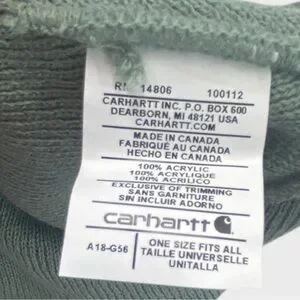 RN 14806 100112
CARHARTT INC. P.O. BOX 600
DEARBORN, MI 48121 USA
CARHARTT.COM
MADE IN CANADA
FABRIQUÉ AU CANADA
HECHO EN CANADA
100% ACRYLIC
100% ACRYLIQUE
100% ACRILICO
EXCLUSIVE OF TRIMMING
SANS GARNITURE
SIN INCLUIR ADORNO
carhartt
A18-G56
ONE SIZE FITS ALL
TAILLE UNIVERSELLE
UNITALLA